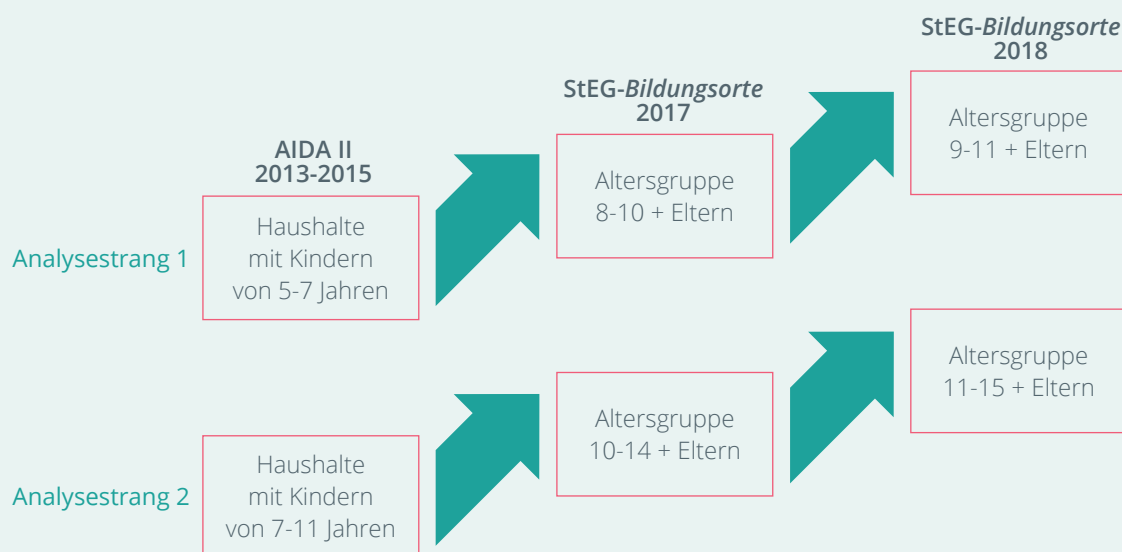 StEG-Bildungsorte
2018
Altersgruppe
9-11 + Eltern
StEG-Bildungsorte
2017
Altersgruppe
8-10 + Eltern
AIDA II
2013-2015
Analysestrang 1
Haushalte
mit Kindern
von 5-7 Jahren
Altersgruppe
11-15 + Eltern
Altersgruppe
10-14 + Eltern
Analysestrang 2
Haushalte
mit Kindern
von 7-11 Jahren